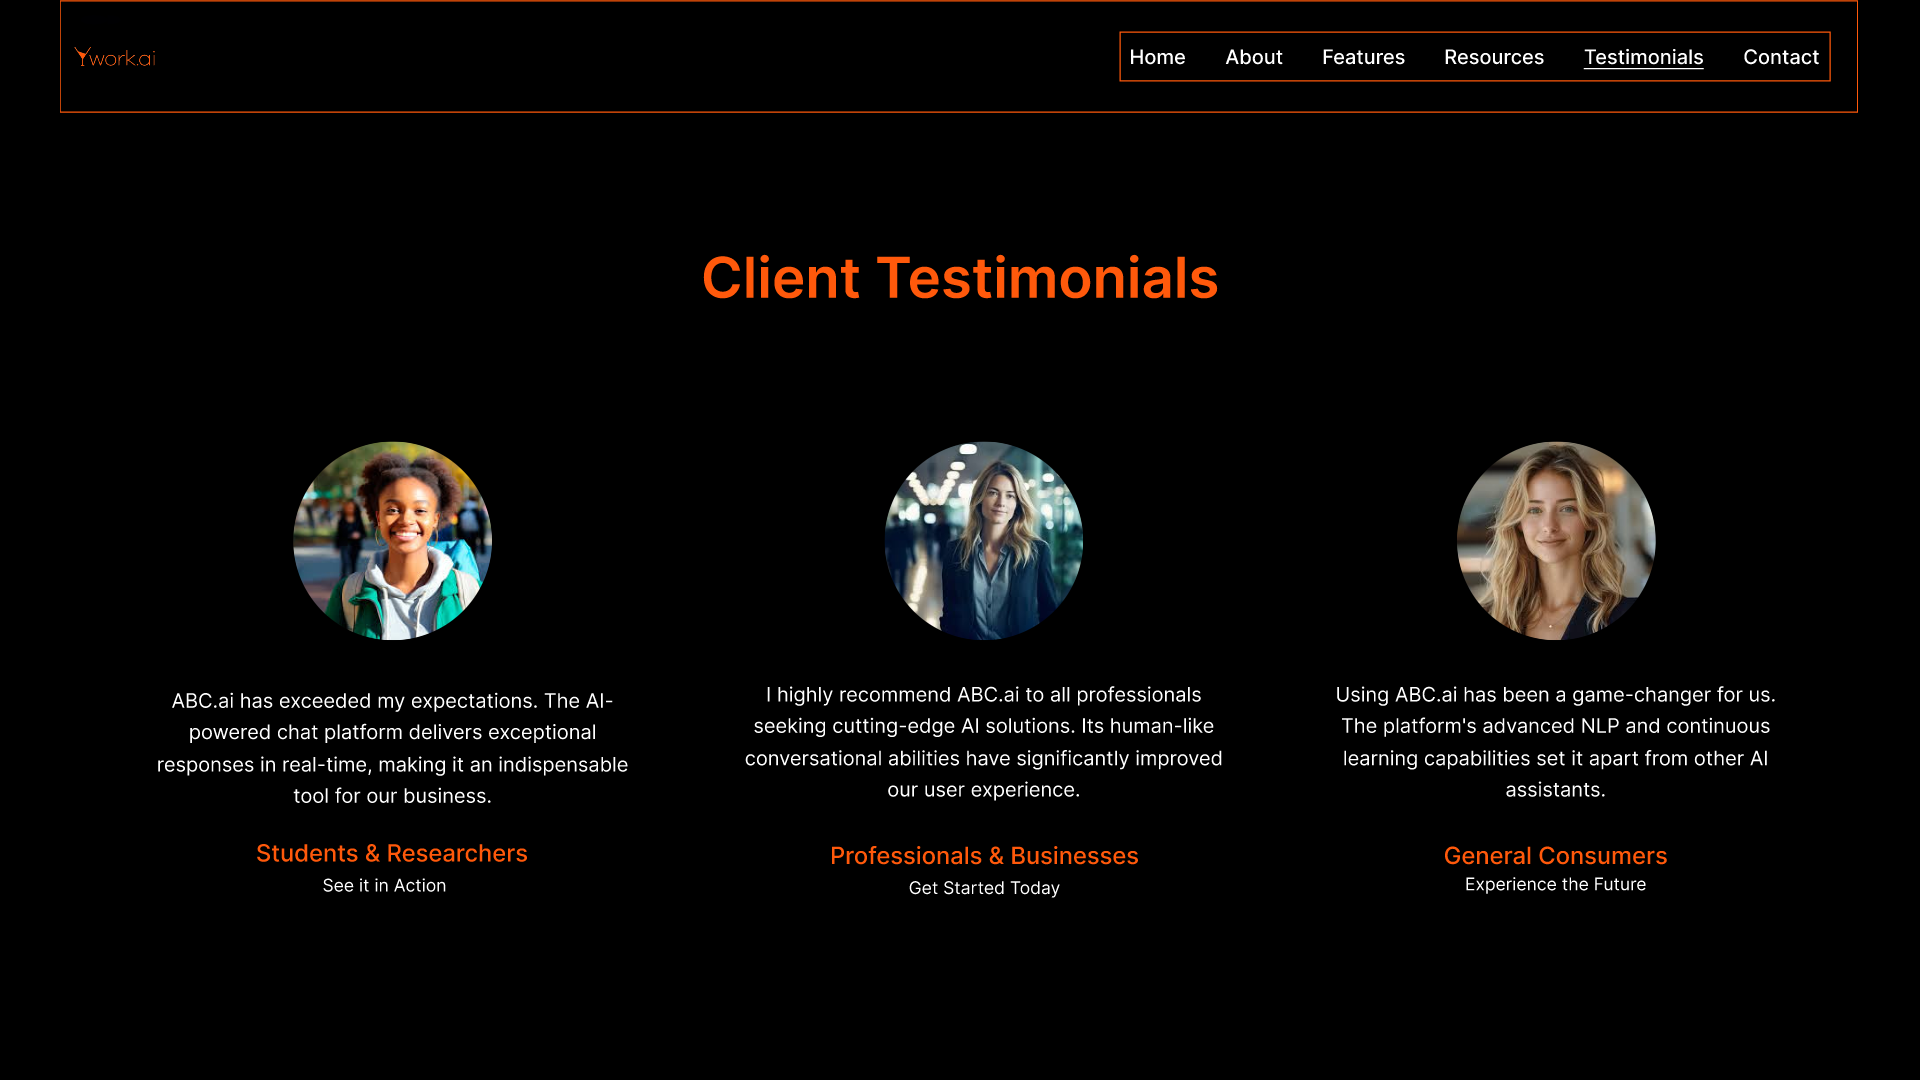 Ywork.ai
Home About Features Resources Testimonials Contact
Client Testimonials
ABC.ai has exceeded my expectations. The AI-
powered chat platform delivers exceptional
responses in real-time, making it an indispensable
tool for our business.
Students & Researchers
See it in Action
I highly recommend ABC.ai to all professionals
seeking cutting-edge AI solutions. Its human-like
conversational abilities have significantly improved
our user experience.
Professionals & Businesses
Get Started Today
Using ABC.ai has been a game-changer for us.
The platform's advanced NLP and continuous
learning capabilities set it apart from other AI
assistants.
General Consumers
Experience the Future